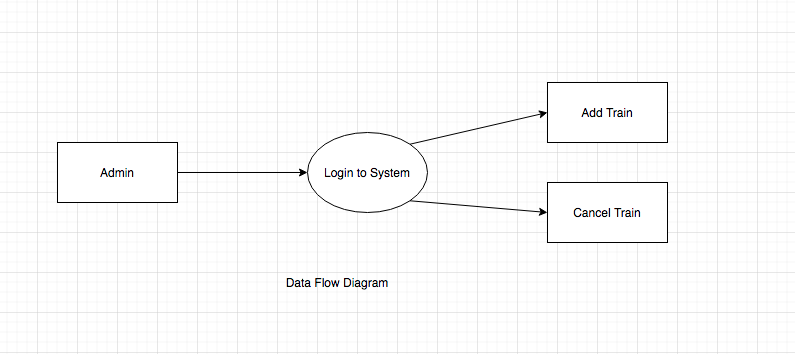 Add Train
Admin
Login to System
Cancel Train
Data Flow Diagram